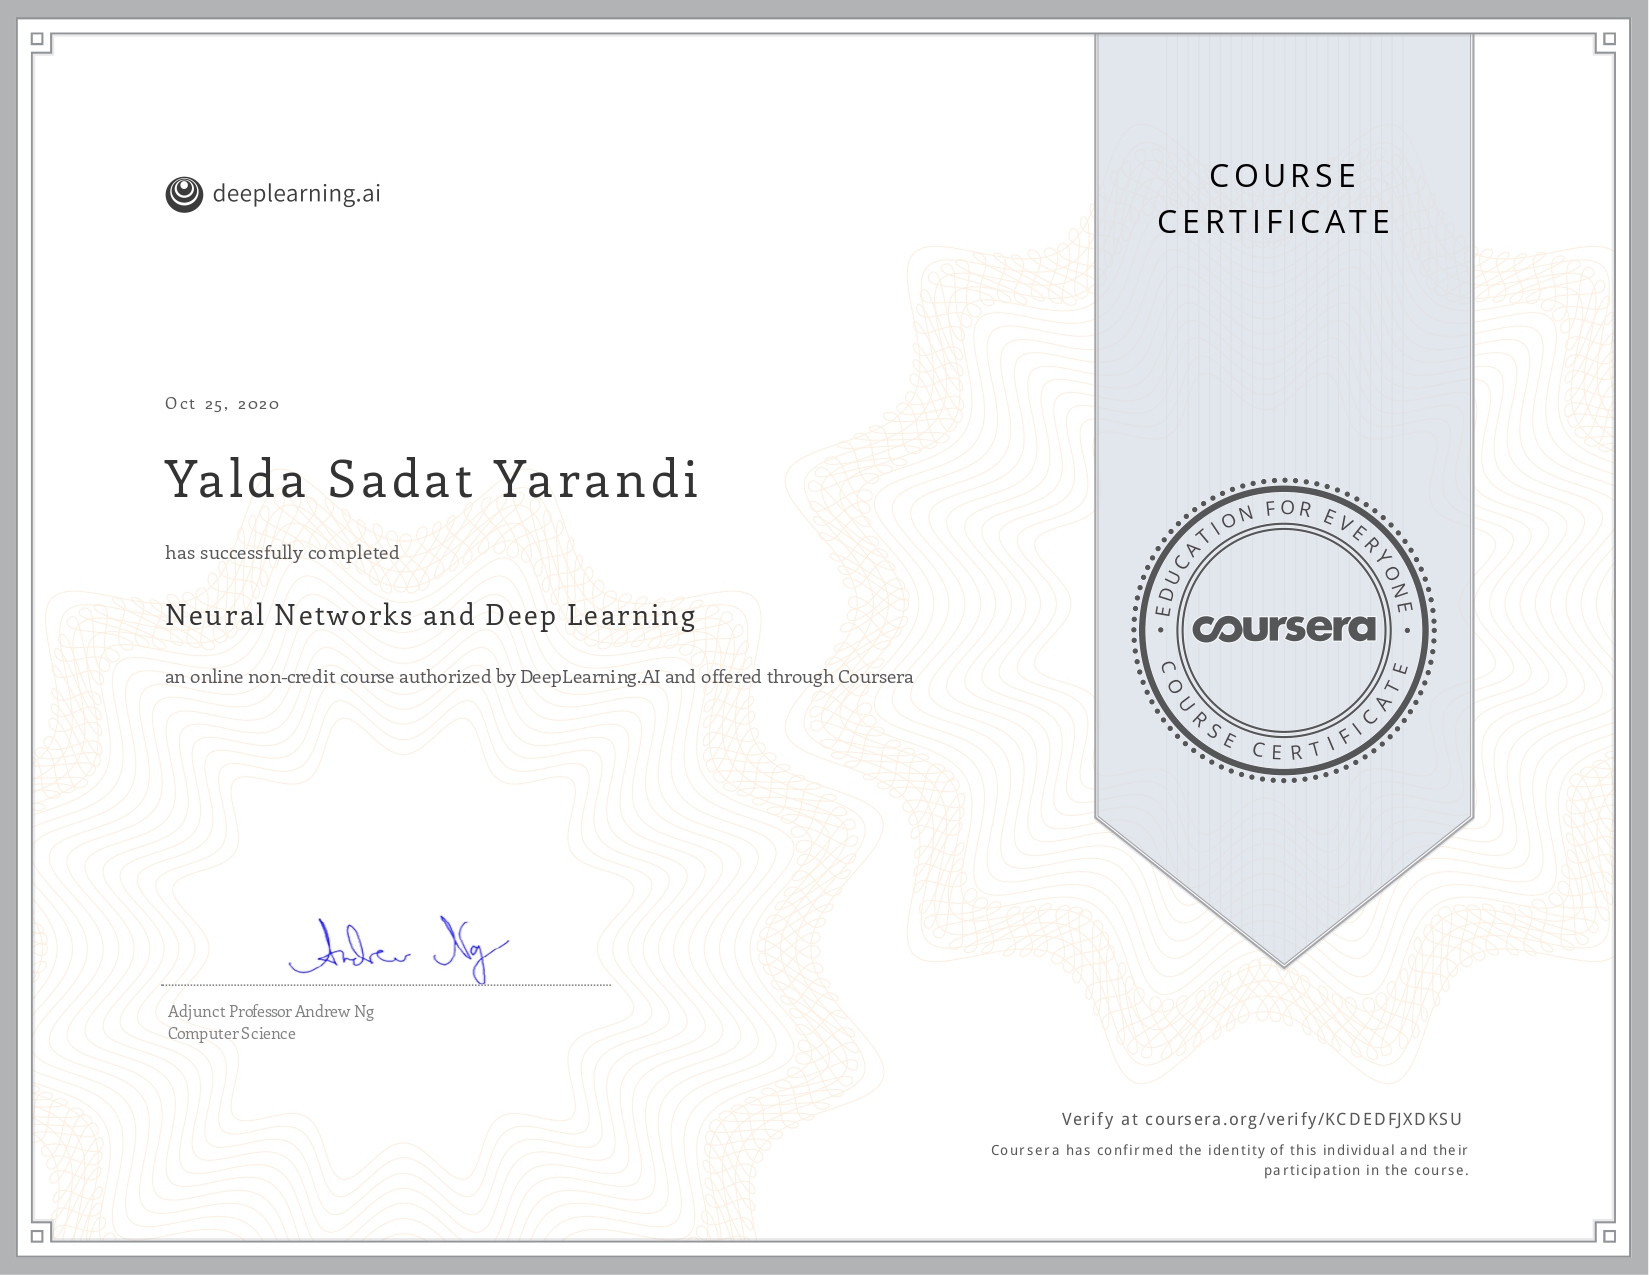 deeplearning.ai
COURSE
CERTIFICATE
Oct 25, 2020
Yalda Sadat Yarandi
has successfully completed
Neural Networks and Deep Learning
an online non-credit course authorized by DeepLearning.AI and offered through Coursera
EDUCATION FOR EVERYONE
coursera
COURSE CERTIFICATE
Andrew Ng
Adjunct Professor Andrew Ng
Computer Science
Verify at coursera.org/verify/KCDEDFJXDKSU
Coursera has confirmed the identity of this individual and their
participation in the course.